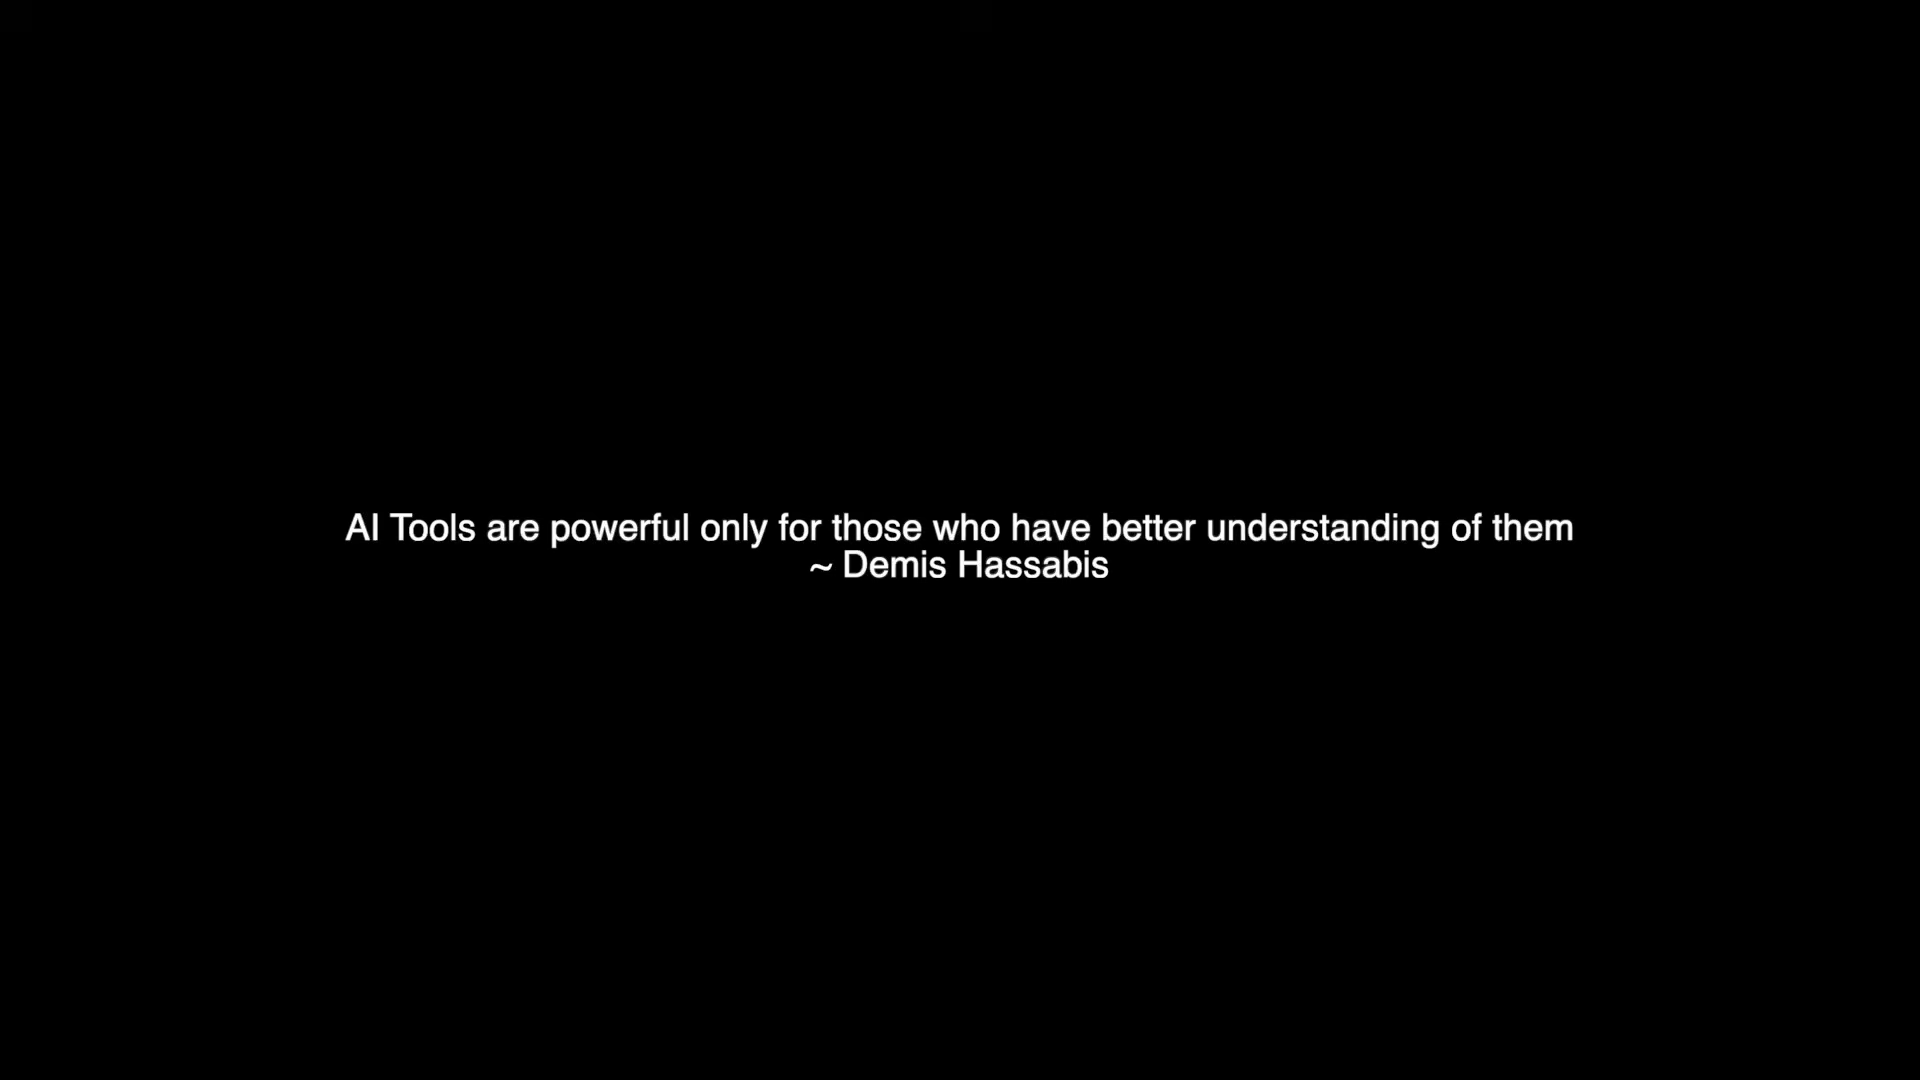 AI Tools are powerful only for those who have better understanding of them
~ Demis Hassabis